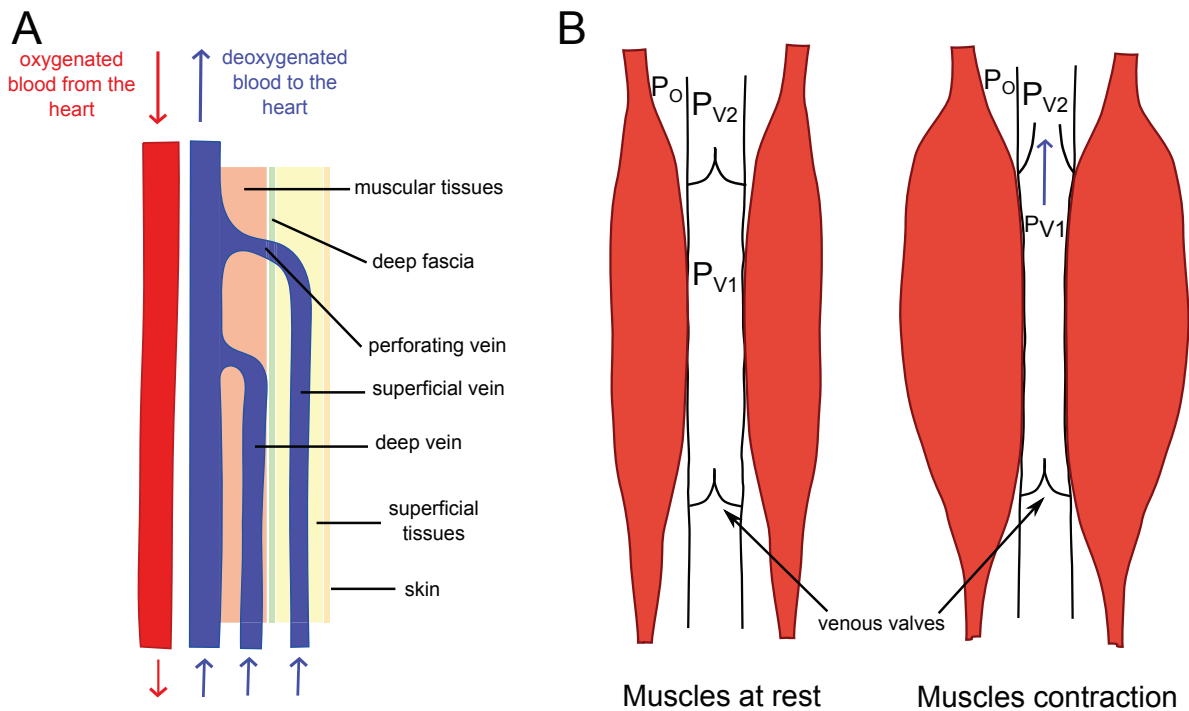 A
oxygenated
blood from the
heart
deoxygenated
blood to the
heart
muscular tissues
deep fascia
perforating vein
superficial vein
deep vein
superficial
tissues
skin
B
PO
PV2
PV1
PO
PV2
PV1
venous valves
Muscles at rest
Muscles contraction